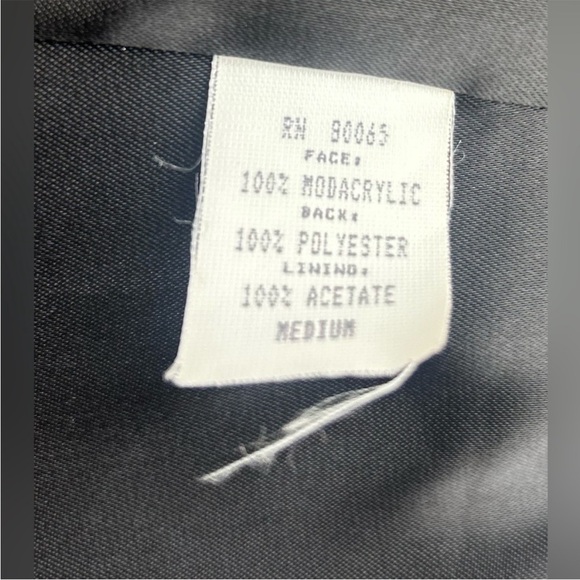 RN 80065
FACE:
100% MODACRYLIC
BACK:
100% POLYESTER
LINING:
100% ACETATE
MEDIUM